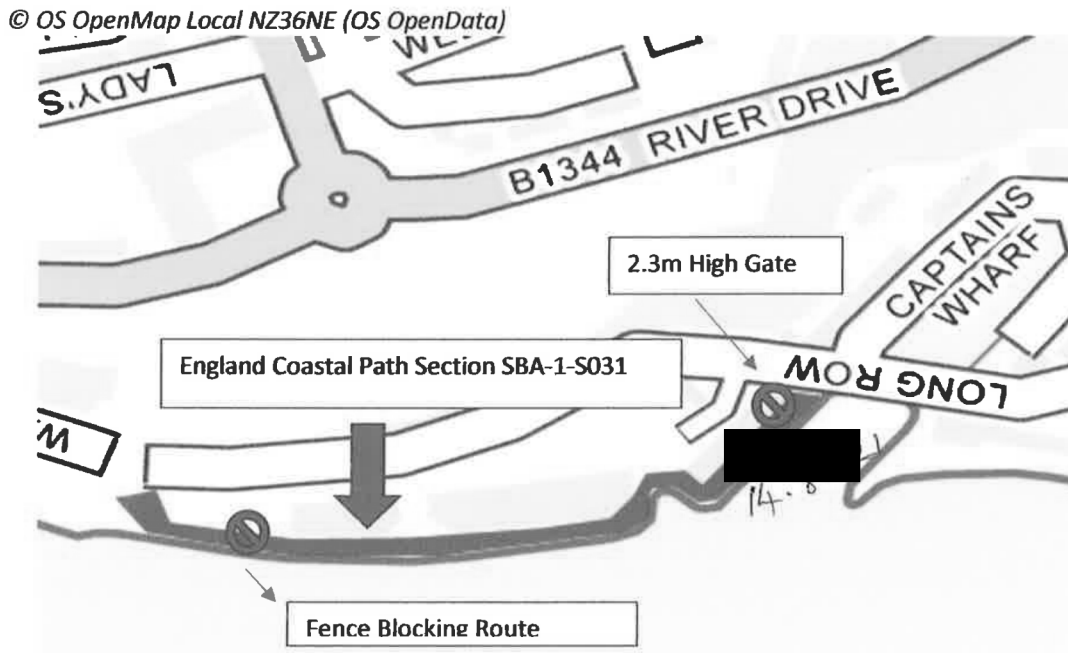 © OS OpenMap Local NZ36NE (OS OpenData)
LADY'S
B1344 RIVER DRIVE
CAPTAINS
WHARF
2.3m High Gate
England Coastal Path Section SBA-1-S031
LONG ROW
14.
Fence Blocking Route